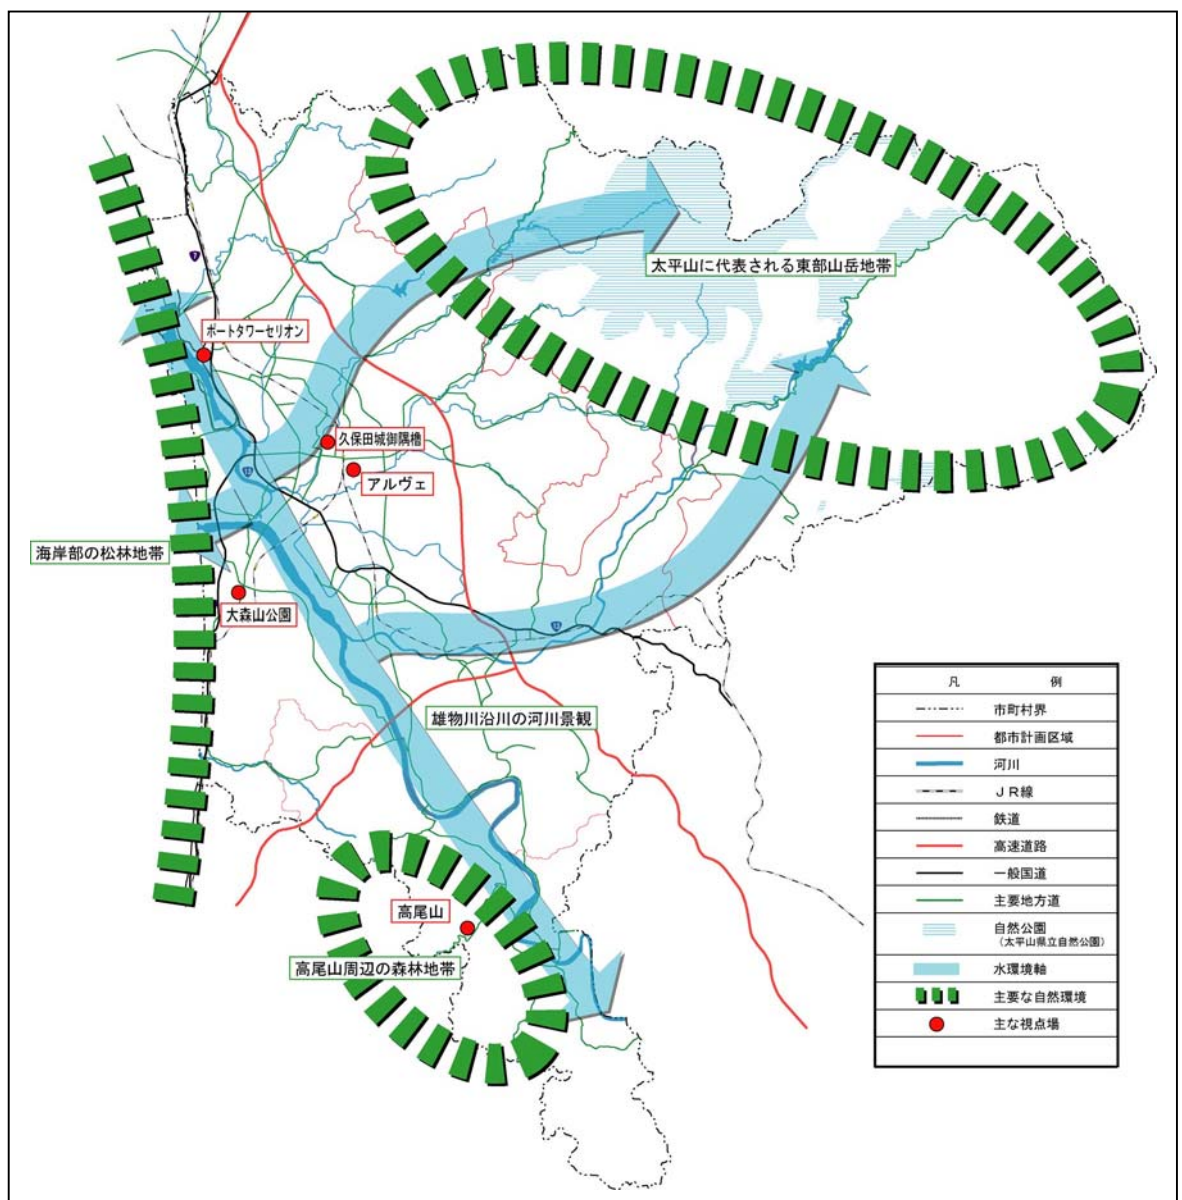 7
太平山に代表される東部山岳地帯
ポートタワーセリオン
久保田城御隅櫓
アルヴェ
13
海岸部の松林地帯
大森山公園
13
雄物川沿川の河川景観
高尾山
高尾山周辺の森林地帯
凡 例
市町村界
都市計画区域
河川
JR線
鉄道
高速道路
一般国道
主要地方道
自然公園
(太平山県立自然公園)
水環境軸
主要な自然環境
主な視点場